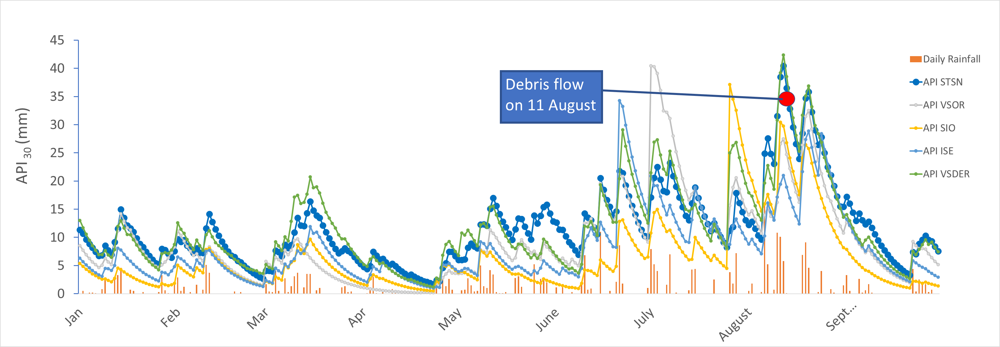 45
40
35
30
25
20
15
10
5
0
API 30 (mm)
Jan
Feb
Mar
Apr
May
June
July
August
Sept...
Debris flow
on 11 August
Daily Rainfall
API STSN
API VSOR
API SIO
API ISE
API VSDER